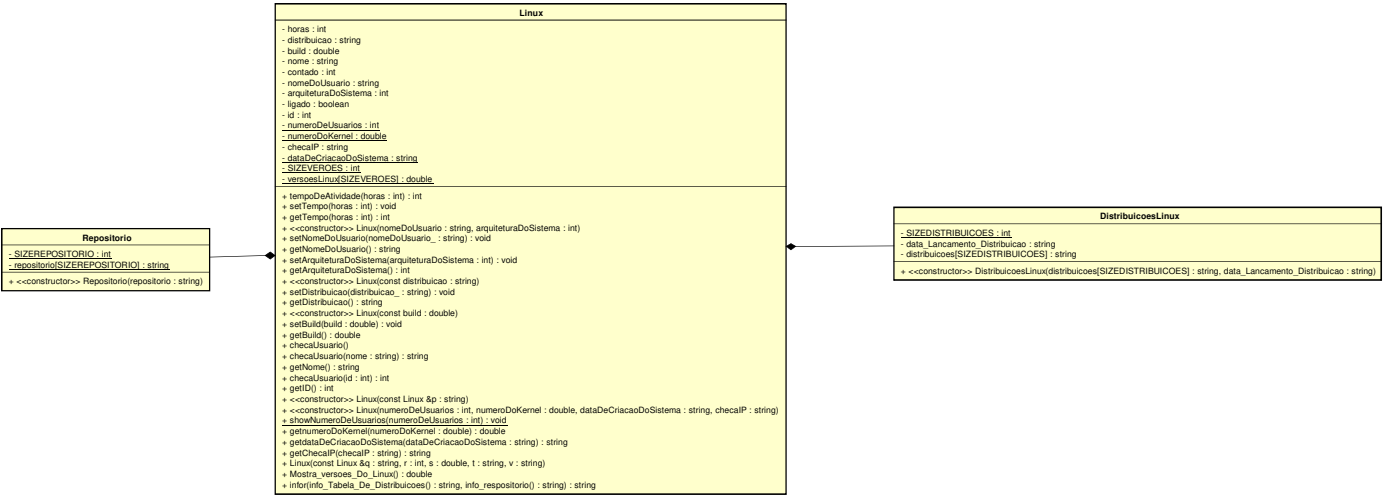 Linux
- horas : int
- distribuicao : string
- build : double
- nome : string
- contado : int
- nomeDoUsuario : string
- arquiteturaDoSistema : int
- ligado : boolean
- id : int
- numeroDeUsuarios : int
- numeroDoKernel : double
- checaIP : string
- dataDeCriacaoDoSistema : string
- SIZEVEROES : int
- versoesLinux[SIZEVEROES] : double
+ tempoDeAtividade(horas : int) : int
+ setTempo(horas : int) : void
+ getTempo(horas : int) : int
+ <<constructor>> Linux(nomeDoUsuario : string, arquiteturaDoSistema : int)
+ setNomeDoUsuario(nomeDoUsuario_ : string) : void
+ getNomeDoUsuario() : string
+ setArquiteturaDoSistema(arquiteturaDoSistema : int) : void
+ getArquiteturaDoSistema() : int
+ <<constructor>> Linux(const distribuicao : string)
+ setDistribuicao(distribuicao_ : string) : void
+ getDistribuicao() : string
+ <<constructor>> Linux(const build : double)
+ setBuild(build : double) : void
+ getBuild() : double
+ checaUsuario()
+ checaUsuario(nome : string) : string
+ getNome() : string
+ checaUsuario(id : int) : int
+ getID() : int
+ <<constructor>> Linux(const Linux &p : string)
+ <<constructor>> Linux(numeroDeUsuarios : int, numeroDoKernel : double, dataDeCriacaoDoSistema : string, checaIP : string)
+ showNumeroDeUsuarios(numeroDeUsuarios : int) : void
+ getnumeroDoKernel(numeroDoKernel : double) : double
+ getdataDeCriacaoDoSistema(dataDeCriacaoDoSistema : string) : string
+ getChecaIP(checaIP : string) : string
+ Linux(const Linux &q : string, r : int, s : double, t : string, v : string)
+ Mostra_versoes_Do_Linux() : double
+ infor(info_Tabela_De_Distribuicoes() : string, info_respositorio() : string) : string
Repositorio
- SIZEREPOSITORIO : int
- repositorio[SIZEREPOSITORIO] : string
+ <<constructor>> Repositorio(repositorio : string)
DistribuicoesLinux
- SIZEDISTRIBUICOES : int
- data_Lancamento_Distribuicao : string
- distribuicoes[SIZEDISTRIBUICOES] : string
+ <<constructor>> DistribuicoesLinux(distribuicoes[SIZEDISTRIBUICOES] : string, data_Lancamento_Distribuicao : string)